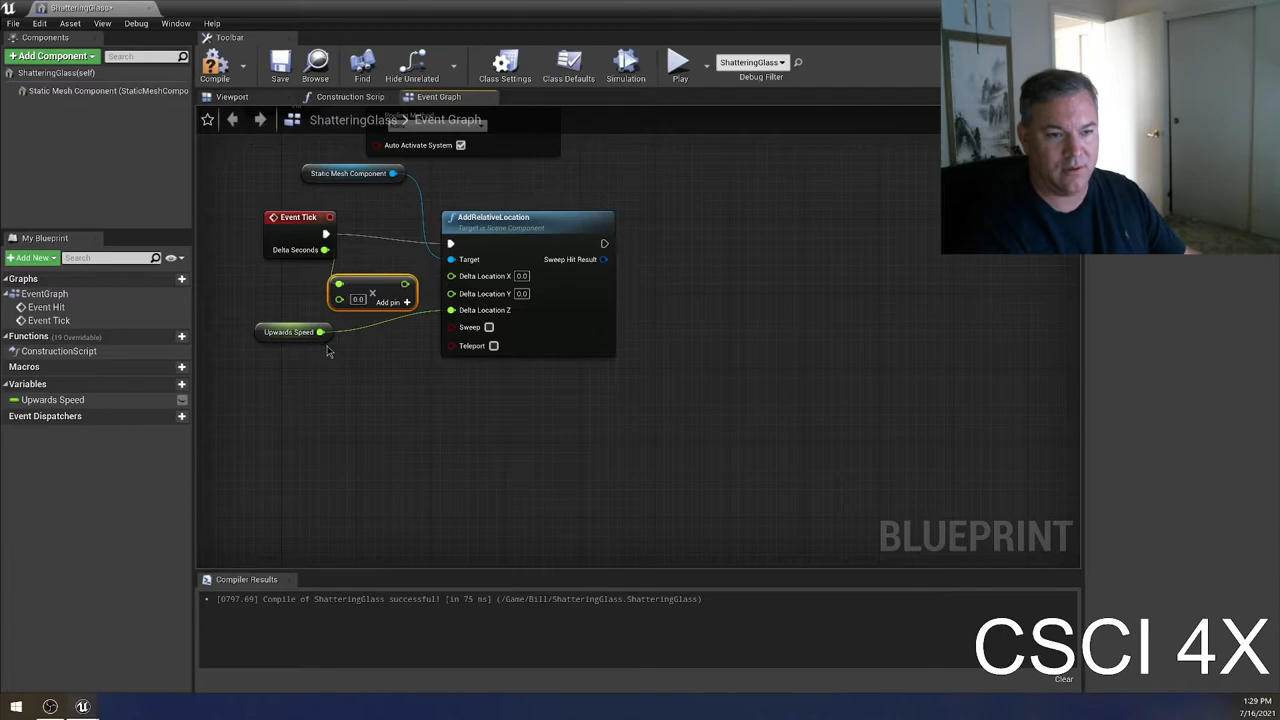 ShatteringGlass*
File Edit Asset View Debug Window Help
Components
Toolbar
+ Add Component
Search
ShatteringGlass(self)
Static Mesh Component (StaticMeshCompo
Compile
Save
Browse
Find
Hide Unrelated
Class Settings
Class Defaults
Simulation
Play
ShatteringGlass
Debug Filter
Viewport
Construction Scrip
Event Graph
ShatteringGlass > Event Graph
Auto Activate System
Static Mesh Component
Event Tick
Delta Seconds
AddRelativeLocation
Target is Scene Component
Target
Sweep Hit Result
Delta Location X 0.0
Delta Location Y 0.0
Delta Location Z
Sweep
Teleport
0.0
Add pin +
Upwards Speed
My Blueprint
+ Add New
Search
Graphs
EventGraph
Event Hit
Event Tick
Functions (19 Overridable)
ConstructionScript
Macros
Variables
Upwards Speed
Event Dispatchers
BLUEPRINT
Compiler Results
[0797.69] Compile of ShatteringGlass successful! [in 75 ms] (/Game/Bill/ShatteringGlass.ShatteringGlass)
CSCI 4X
Clear
1:29 PM
7/16/2021